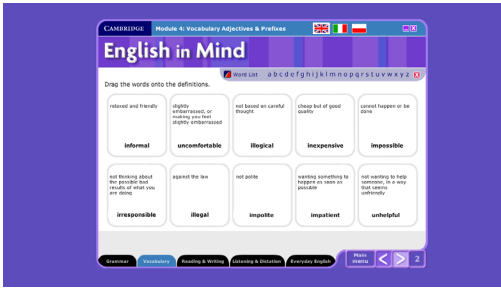 CAMBRIDGE Module 4: Vocabulary Adjectives & Prefixes
English in Mind
Word List a b c d e f g h i j k l m n o p q r s t u v w x y z
Drag the words onto the definitions.
relaxed and friendly
informal
slightly
embarrassed, or
making you feel
slightly embarrassed
uncomfortable
not based on careful
thought
illogical
cheap but of good
quality
inexpensive
cannot happen or be
done
impossible
not thinking about
the possible bad
results of what you
are doing
irresponsible
against the law
illegal
not polite
impolite
wanting something to
happen as soon as
possible
impatient
not wanting to help
someone, in a way
that seems
unfriendly
unhelpful
Grammar Vocabulary Reading & Writing Listening & Dictation Everyday English
Main
menu
2